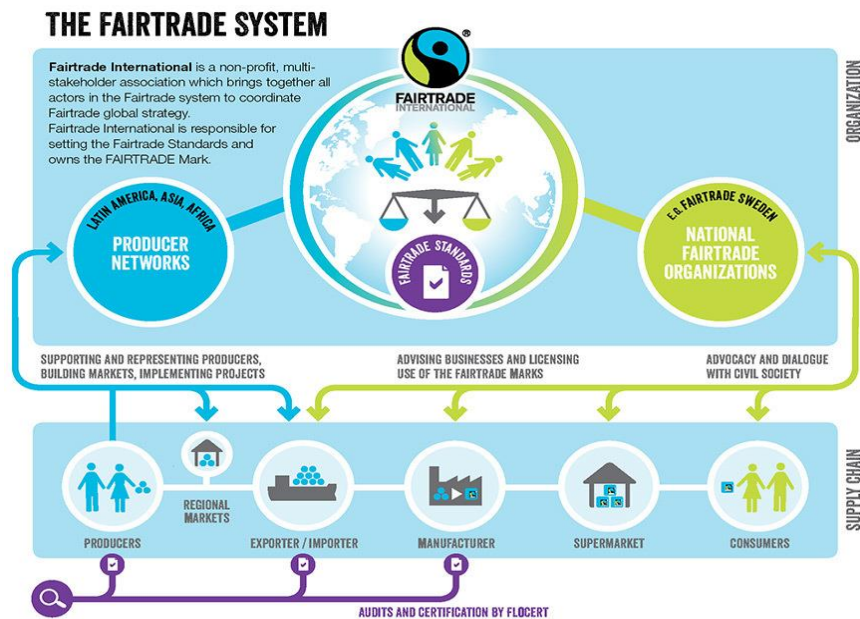 THE FAIRTRADE SYSTEM
Fairtrade International is a non-profit, multi-
stakeholder association which brings together all
actors in the Fairtrade system to coordinate
Fairtrade global strategy.
Fairtrade International is responsible for
setting the Fairtrade Standards and
owns the FAIRTRADE Mark.
®
FAIRTRADE
INTERNATIONAL
ORGANIZATION
LATIN AMERICA, ASIA, AFRICA
PRODUCER
NETWORKS
FAIRTRADE STANDARDS
E.G. FAIRTRADE SWEDEN
NATIONAL
FAIRTRADE
ORGANIZATIONS
SUPPORTING AND REPRESENTING PRODUCERS,
BUILDING MARKETS, IMPLEMENTING PROJECTS
ADVISING BUSINESSES AND LICENSING
USE OF THE FAIRTRADE MARKS
ADVOCACY AND DIALOGUE
WITH CIVIL SOCIETY
SUPPLY CHAIN
PRODUCERS
REGIONAL
MARKETS
EXPORTER / IMPORTER
MANUFACTURER
SUPERMARKET
CONSUMERS
AUDITS AND CERTIFICATION BY FLOCERT